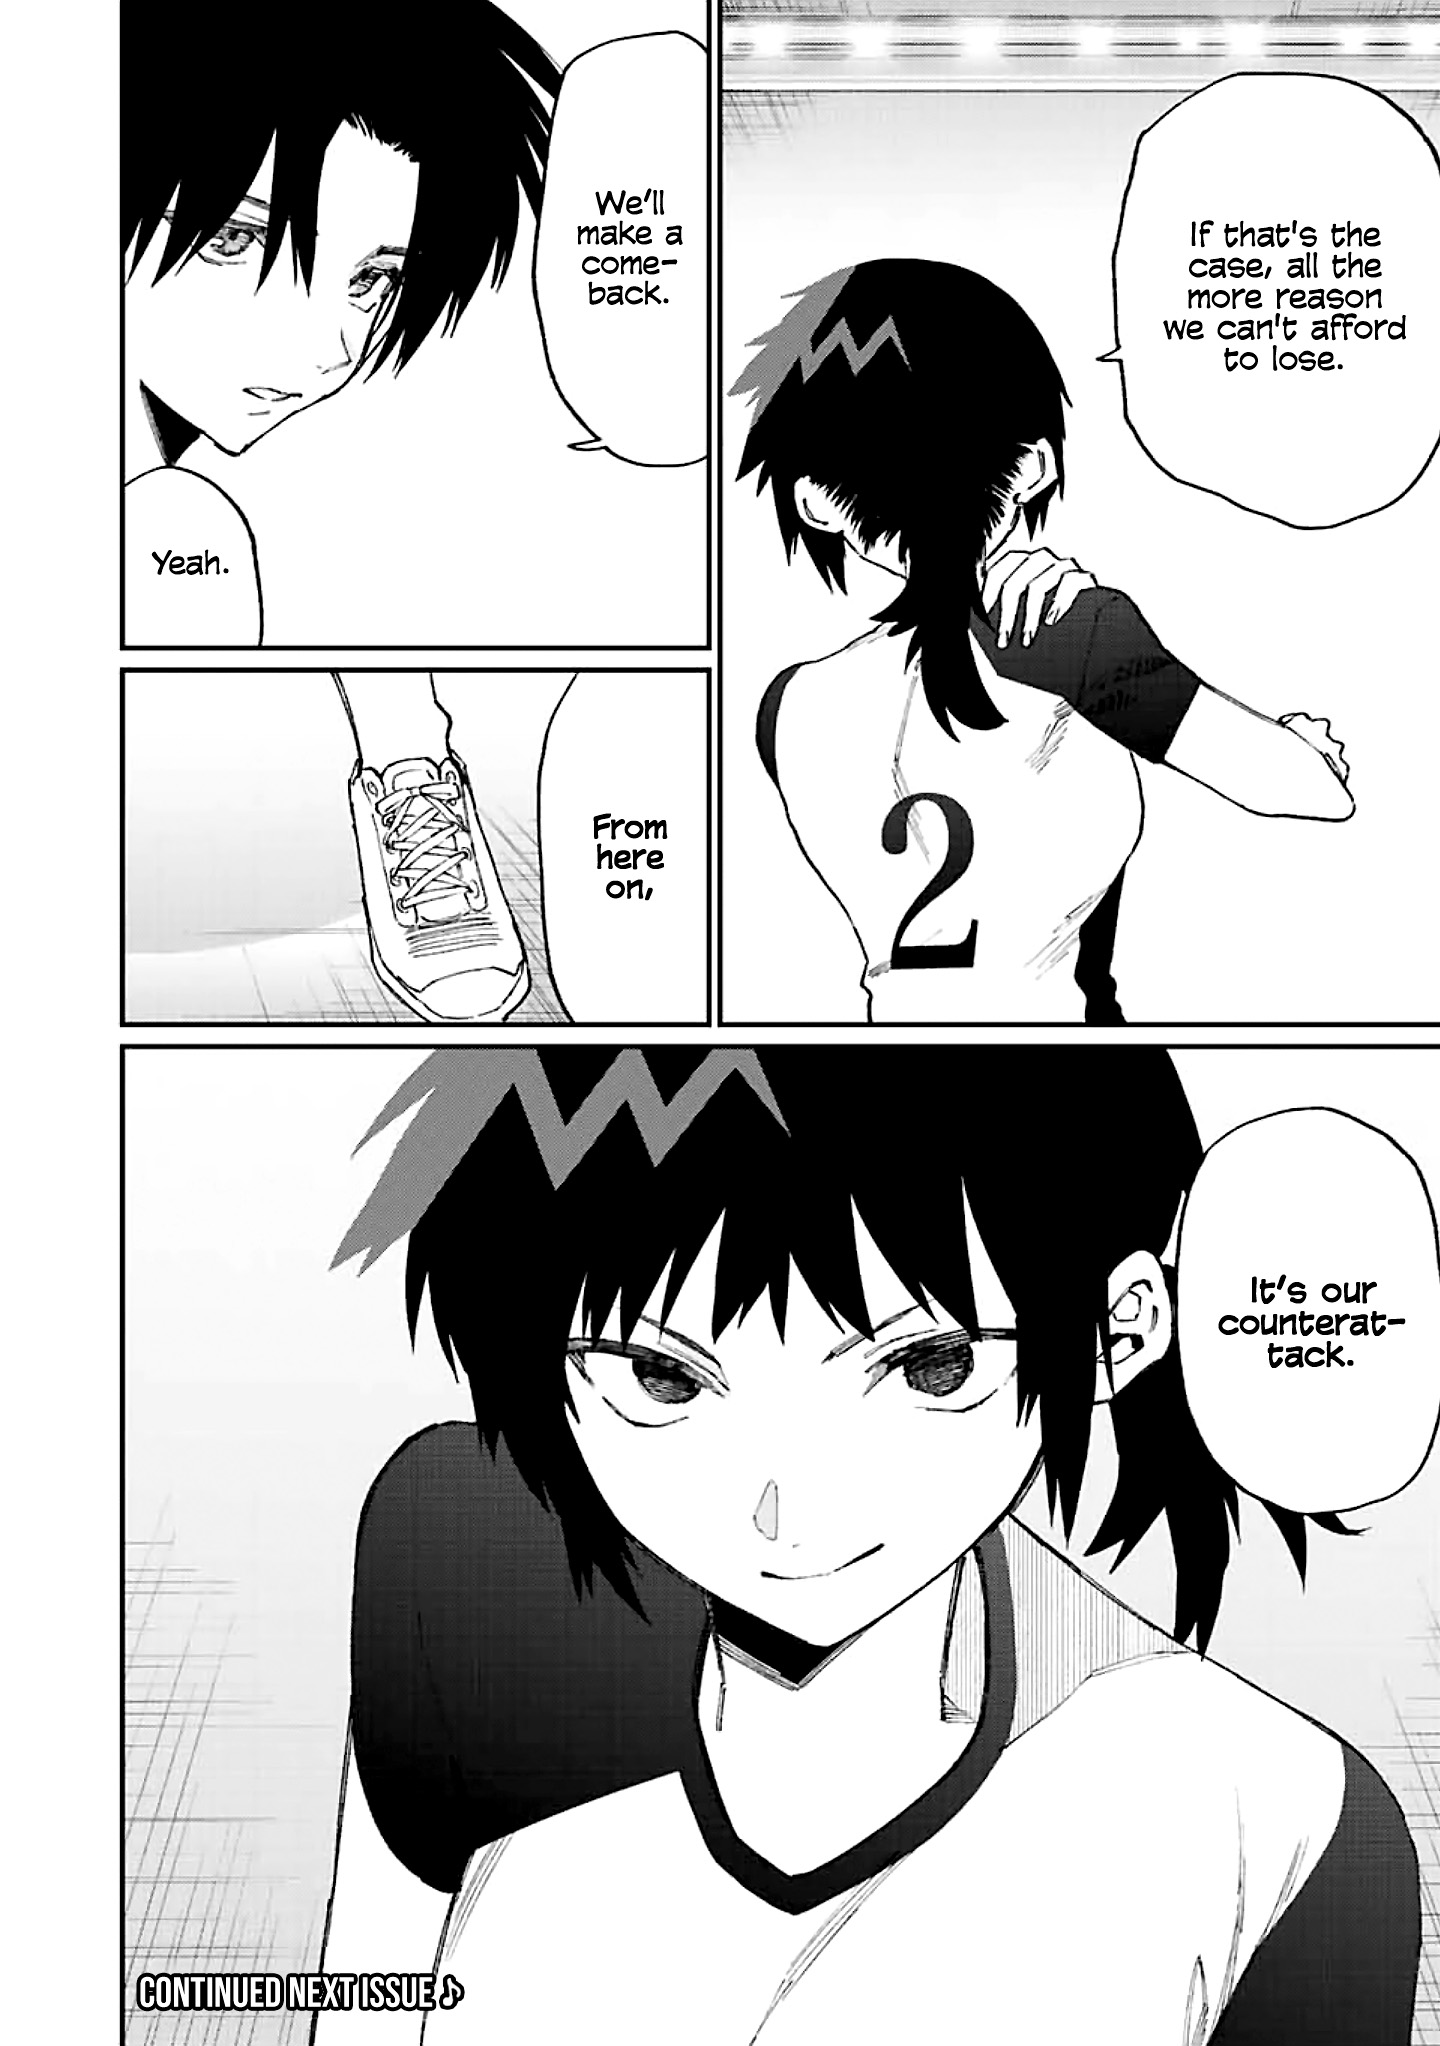 If that's the
case, all the
more reason
we can't afford
to lose.
2
We'll
make a
come-
back.
Yeah.
From
here
on,
It's our
counterat-
tack.
CONTINUED NEXT ISSUE ♪